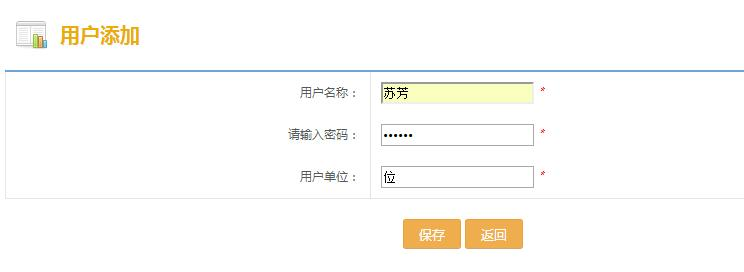 用户添加
用户名称： 苏芳 *
请输入密码： •••••• *
用户单位： 位 *
保存 返回